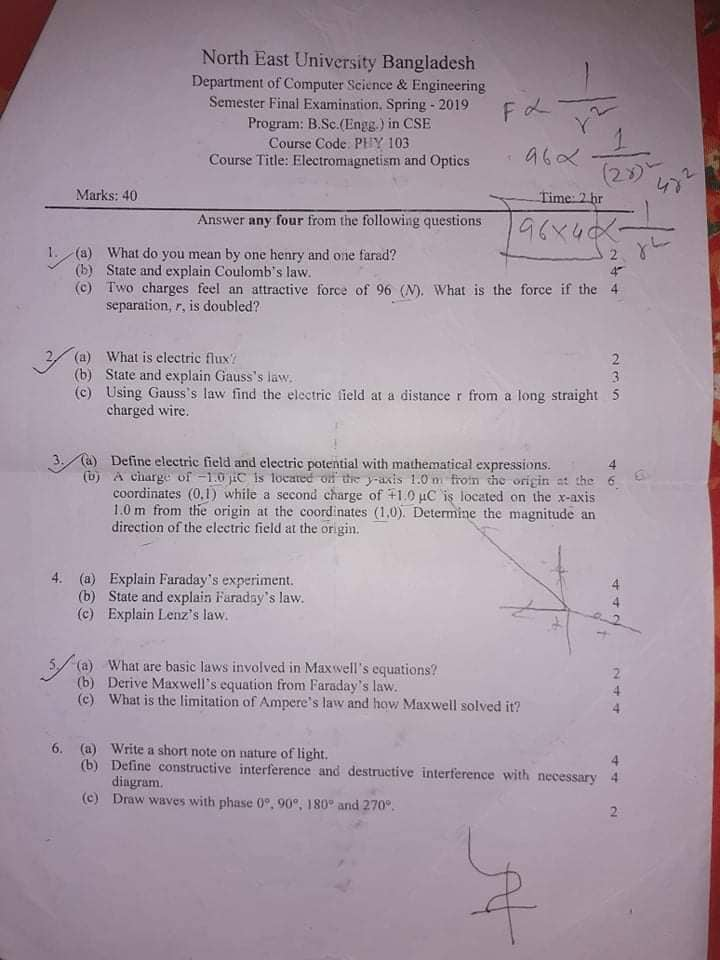 North East University Bangladesh
Department of Computer Science & Engineering
Semester Final Examination, Spring - 2019
Program: B.Sc.(Engg.) in CSE
Course Code. PHY 103
Course Title: Electromagnetism and Optics
F ∝ 1/r²
96 ∝ 1/(2r)² 4r²
96×4 ∝ 1/r²
Marks: 40 Time: 2 hr
Answer any four from the following questions
1. (a) What do you mean by one henry and one farad? 2
(b) State and explain Coulomb's law. 4
(c) Two charges feel an attractive force of 96 (N). What is the force if the 4
separation, r, is doubled?
2. (a) What is electric flux? 2
(b) State and explain Gauss's law. 3
(c) Using Gauss's law find the electric field at a distance r from a long straight 5
charged wire.
3. (a) Define electric field and electric potential with mathematical expressions. 4
(b) A charge of −1.0 µC is located on the y-axis 1.0 m from the origin at the 6 6
coordinates (0,1) while a second charge of +1.0 µC is located on the x-axis
1.0 m from the origin at the coordinates (1,0). Determine the magnitude an
direction of the electric field at the origin.
4. (a) Explain Faraday's experiment. 4
(b) State and explain Faraday's law. 4
(c) Explain Lenz's law. 2
5. (a) What are basic laws involved in Maxwell's equations? 2
(b) Derive Maxwell's equation from Faraday's law. 4
(c) What is the limitation of Ampere's law and how Maxwell solved it? 4
6. (a) Write a short note on nature of light. 4
(b) Define constructive interference and destructive interference with necessary 4
diagram.
(c) Draw waves with phase 0°, 90°, 180° and 270°. 2